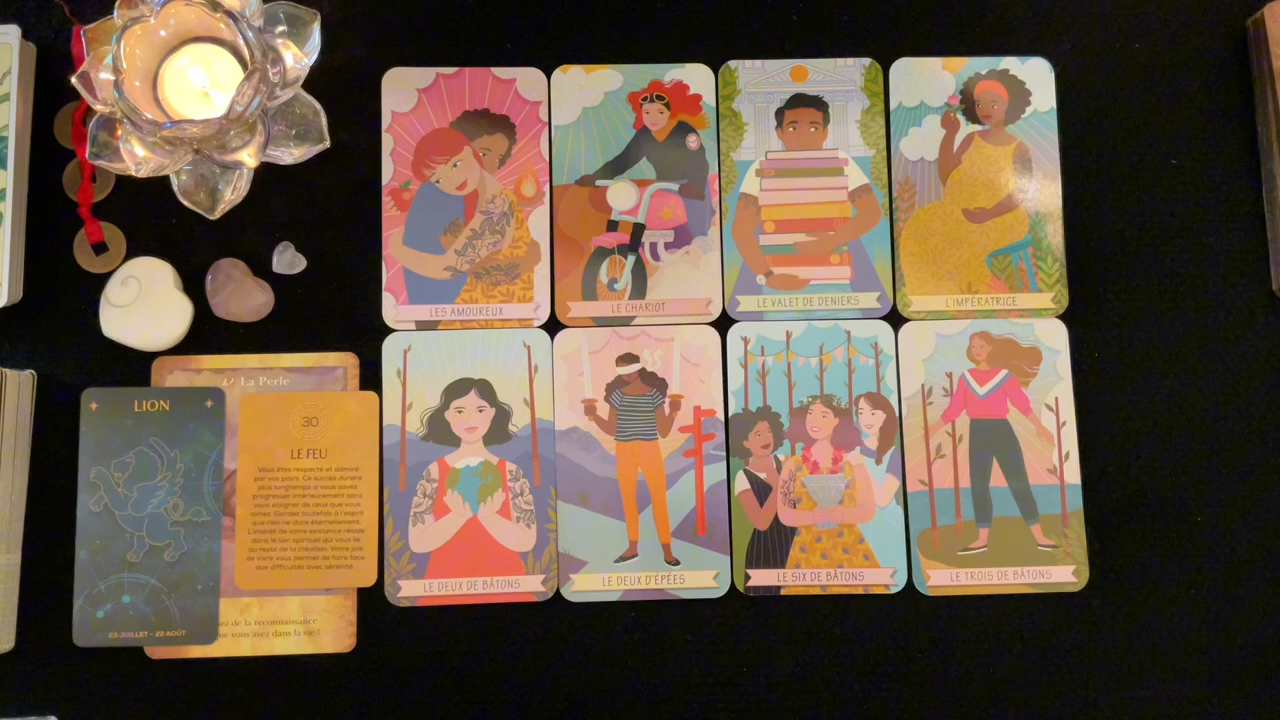 LES AMOUREUX
LE CHARIOT
LE VALET DE DENIERS
L'IMPÉRATRICE
LE DEUX DE BÂTONS
LE DEUX D'ÉPÉES
LE SIX DE BÂTONS
LE TROIS DE BÂTONS
La Perle
LION
23 JUILLET - 22 AOÛT
30
LE FEU
Vous êtes respecté et admiré
par vos pairs. Ce succès durera
plus longtemps si vous savez
progresser intérieurement sans
vous éloigner de ceux que vous
aimez. Gardez toutefois à l'esprit
que rien ne dure éternellement.
L'intérêt de votre existence réside
dans le lien spirituel qui vous lie
au reste de la création. Votre joie
de vivre vous permet de faire face
aux difficultés avec sérénité.
ez de la reconnaissance
que vous avez dans la vie !